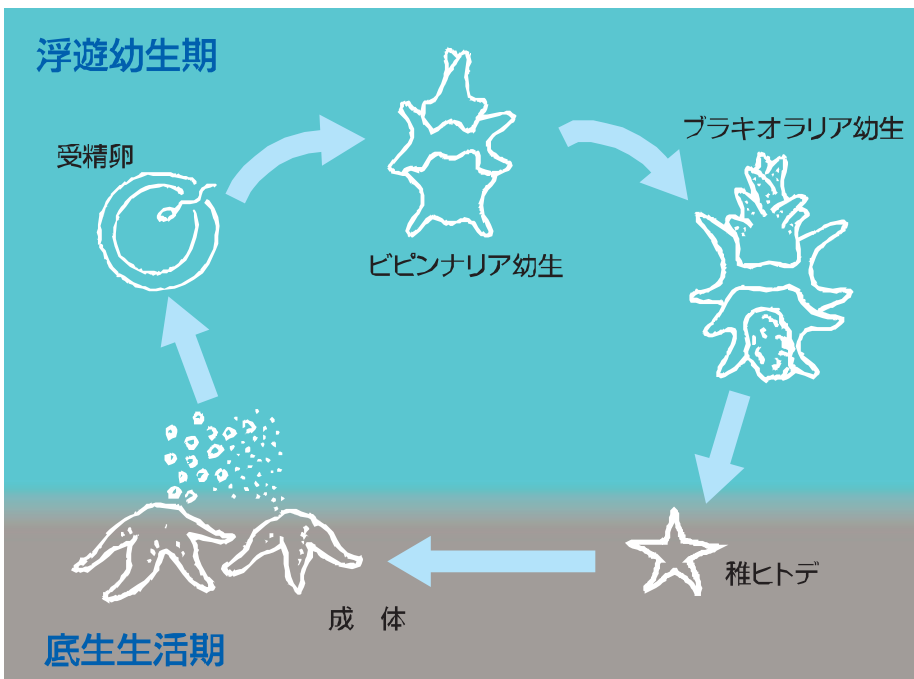 浮遊幼生期
受精卵
ビピンナリア幼生
ブラキオラリア幼生
稚ヒトデ
成　体
底生生活期